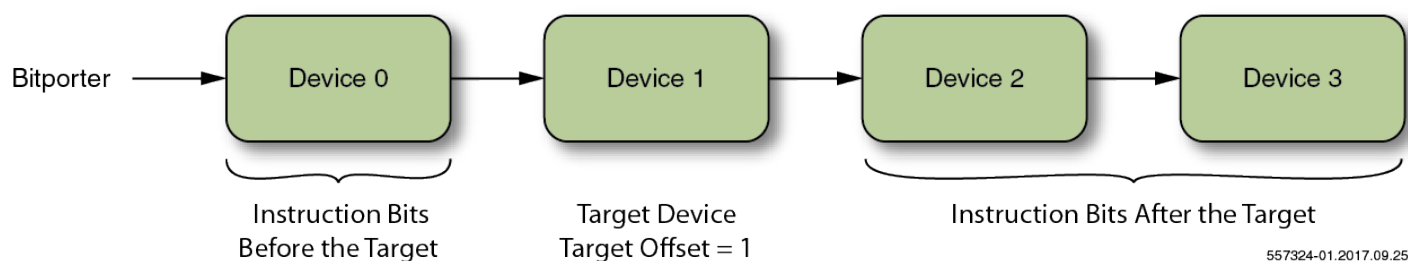 Bitporter
Device 0
Device 1
Device 2
Device 3
Instruction Bits
Before the Target
Target Device
Target Offset = 1
Instruction Bits After the Target
557324-01.2017.09.25